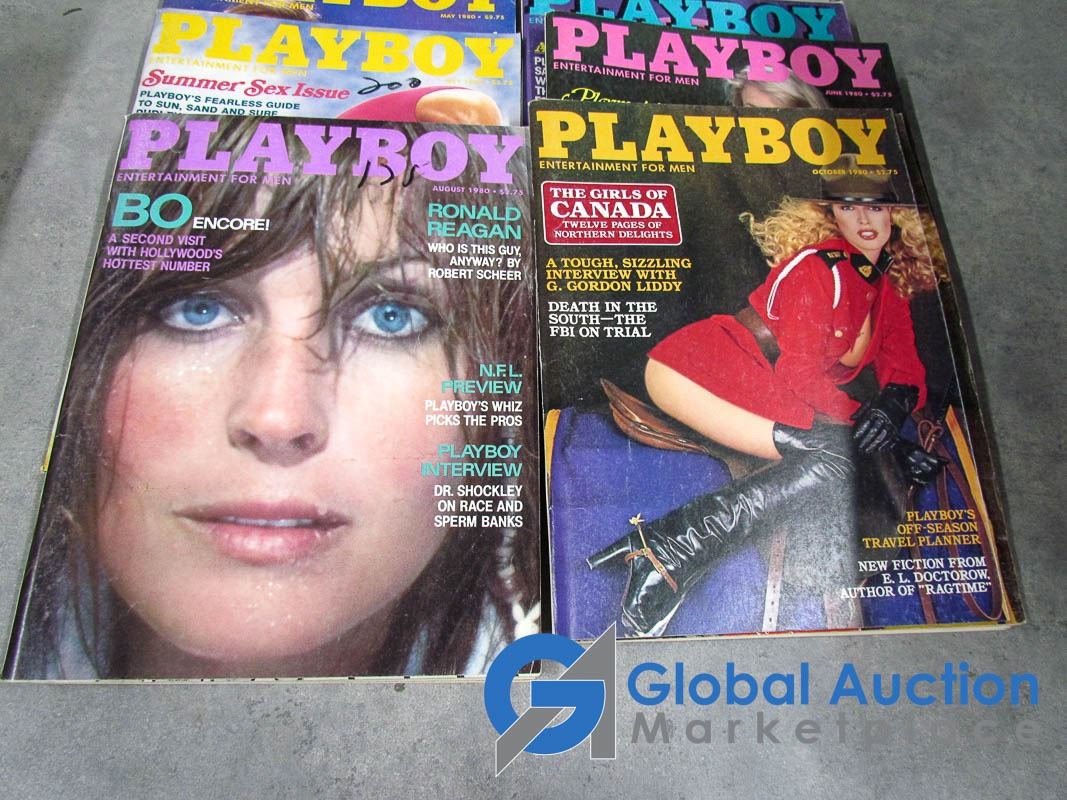 PLAYBOY
MAY 1980 • $2.75
PLAYBOY
ENTERTAINMENT FOR MEN
Summer Sex Issue
200
PLAYBOY'S FEARLESS GUIDE
TO SUN, SAND AND SURF
PLAYBOY
PLAYBOY
ENTERTAINMENT FOR MEN
JUNE 1980 • $2.75
PLAYBOY
ENTERTAINMENT FOR MEN
AUGUST 1980 • $2.75
BO ENCORE!
A SECOND VISIT
WITH HOLLYWOOD'S
HOTTEST NUMBER
RONALD
REAGAN
WHO IS THIS GUY,
ANYWAY? BY
ROBERT SCHEER
N.F.L.
PREVIEW
PLAYBOY'S WHIZ
PICKS THE PROS
PLAYBOY
INTERVIEW
DR. SHOCKLEY
ON RACE AND
SPERM BANKS
PLAYBOY
ENTERTAINMENT FOR MEN
OCTOBER 1980 • $2.75
THE GIRLS OF
CANADA
TWELVE PAGES OF
NORTHERN DELIGHTS
A TOUGH, SIZZLING
INTERVIEW WITH
G. GORDON LIDDY
DEATH IN THE
SOUTH—THE
FBI ON TRIAL
PLAYBOY'S
OFF-SEASON
TRAVEL PLANNER
NEW FICTION FROM
E. L. DOCTOROW,
AUTHOR OF "RAGTIME"
Global Auction
Marketplace